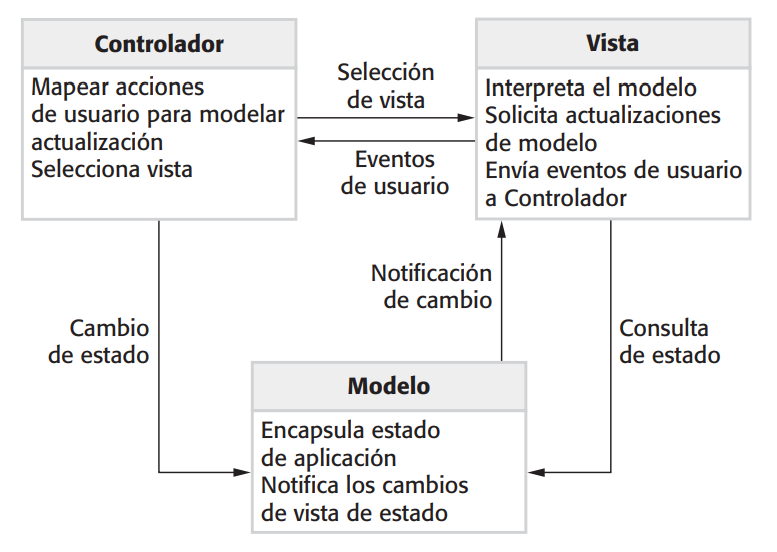 Controlador
Mapear acciones
de usuario para modelar
actualización
Selecciona vista
Selección
de vista
Eventos
de usuario
Vista
Interpreta el modelo
Solicita actualizaciones
de modelo
Envía eventos de usuario
a Controlador
Cambio
de estado
Notificación
de cambio
Consulta
de estado
Modelo
Encapsula estado
de aplicación
Notifica los cambios
de vista de estado